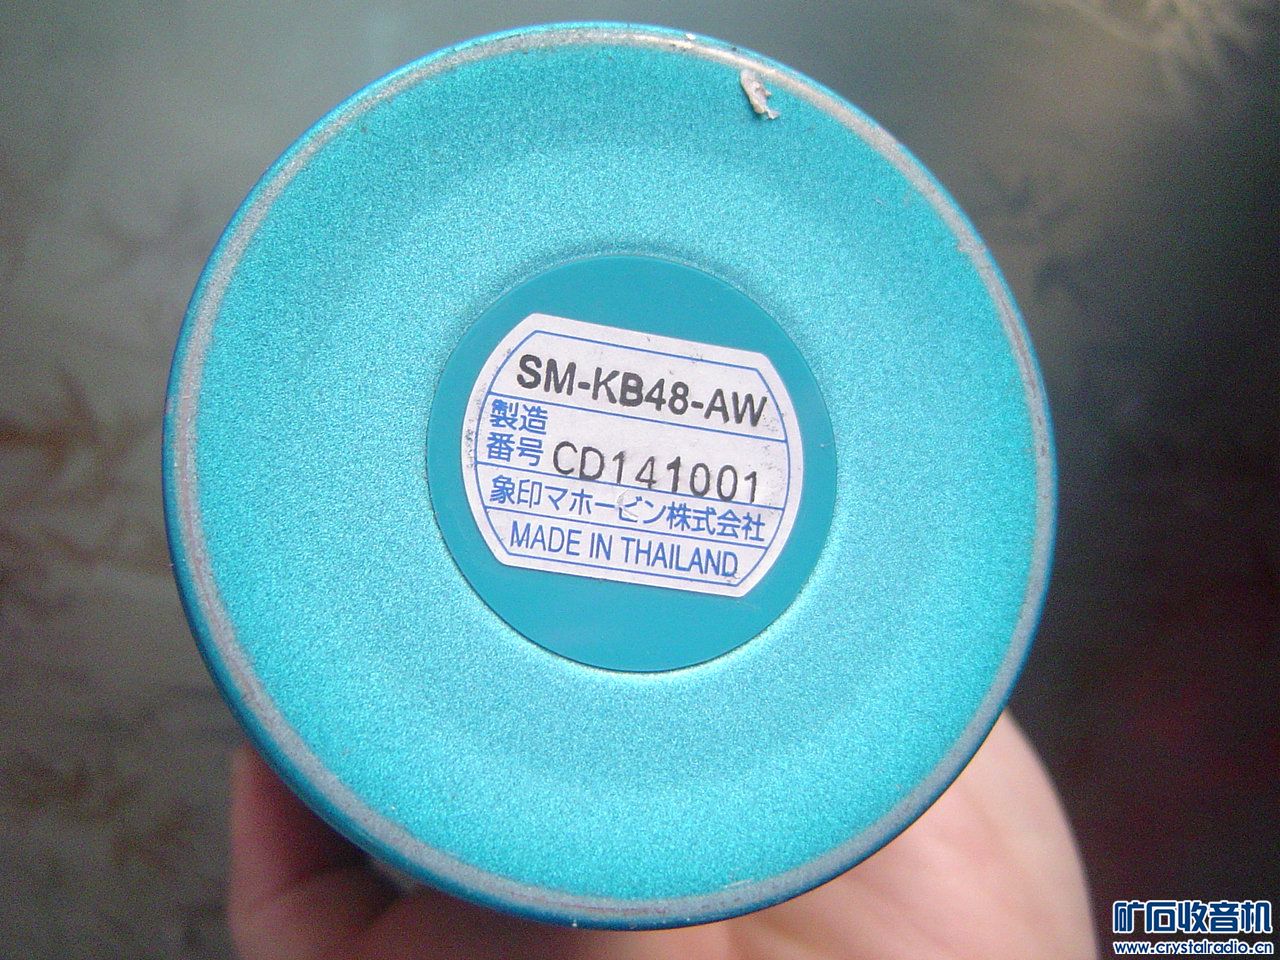 SM-KB48-AW
製造
番号 CD141001
象印マホービン株式会社
MADE IN THAILAND
矿石收音机
www.crystalradio.cn